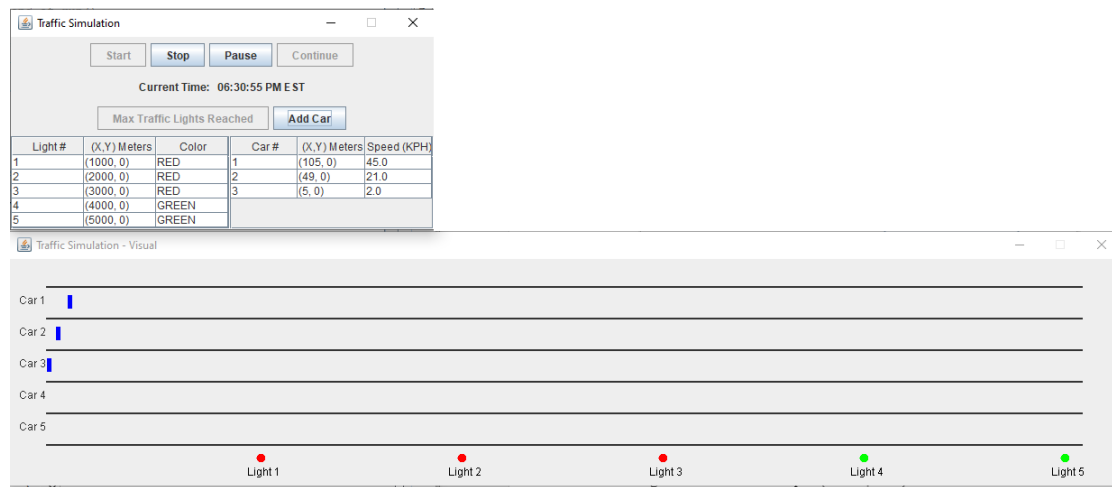 Traffic Simulation
Start Stop Pause Continue
Current Time: 06:30:55 PM EST
Max Traffic Lights Reached Add Car
Light # (X,Y) Meters Color Car # (X,Y) Meters Speed (KPH)
1 (1000, 0) RED 1 (105, 0) 45.0
2 (2000, 0) RED 2 (49, 0) 21.0
3 (3000, 0) RED 3 (5, 0) 2.0
4 (4000, 0) GREEN
5 (5000, 0) GREEN
Traffic Simulation - Visual
Car 1
Car 2
Car 3
Car 4
Car 5
Light 1 Light 2 Light 3 Light 4 Light 5